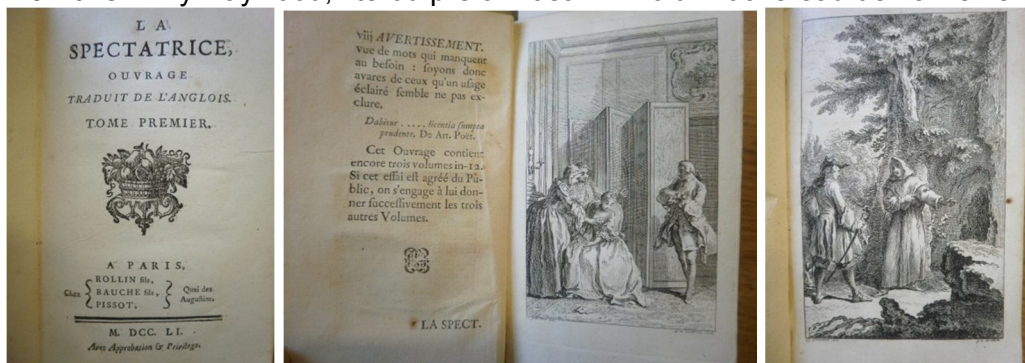 LA
SPECTATRICE,
OUVRAGE
TRADUIT DE L'ANGLOIS.
TOME PREMIER.
A PARIS,
Chez { ROLLIN fils, BAUCHE fils, PISSOT. } Quai des Augustins.
M. DCC. LI.
Avec Approbation & Privilege.
viij AVERTISSEMENT.
vue de mots qui manquent
au besoin : soyons donc
avares de ceux qu'un usage
éclairé semble ne pas ex-
clure.
Dabitur ..... licentia sumpta
prudenter. De Art. Poët.
Cet Ouvrage contient
encore trois volumes in-12.
Si cet essai est agréé du Pu-
blic, on s'engage à lui don-
ner successivement les trois
autres Volumes.
LA SPECT.